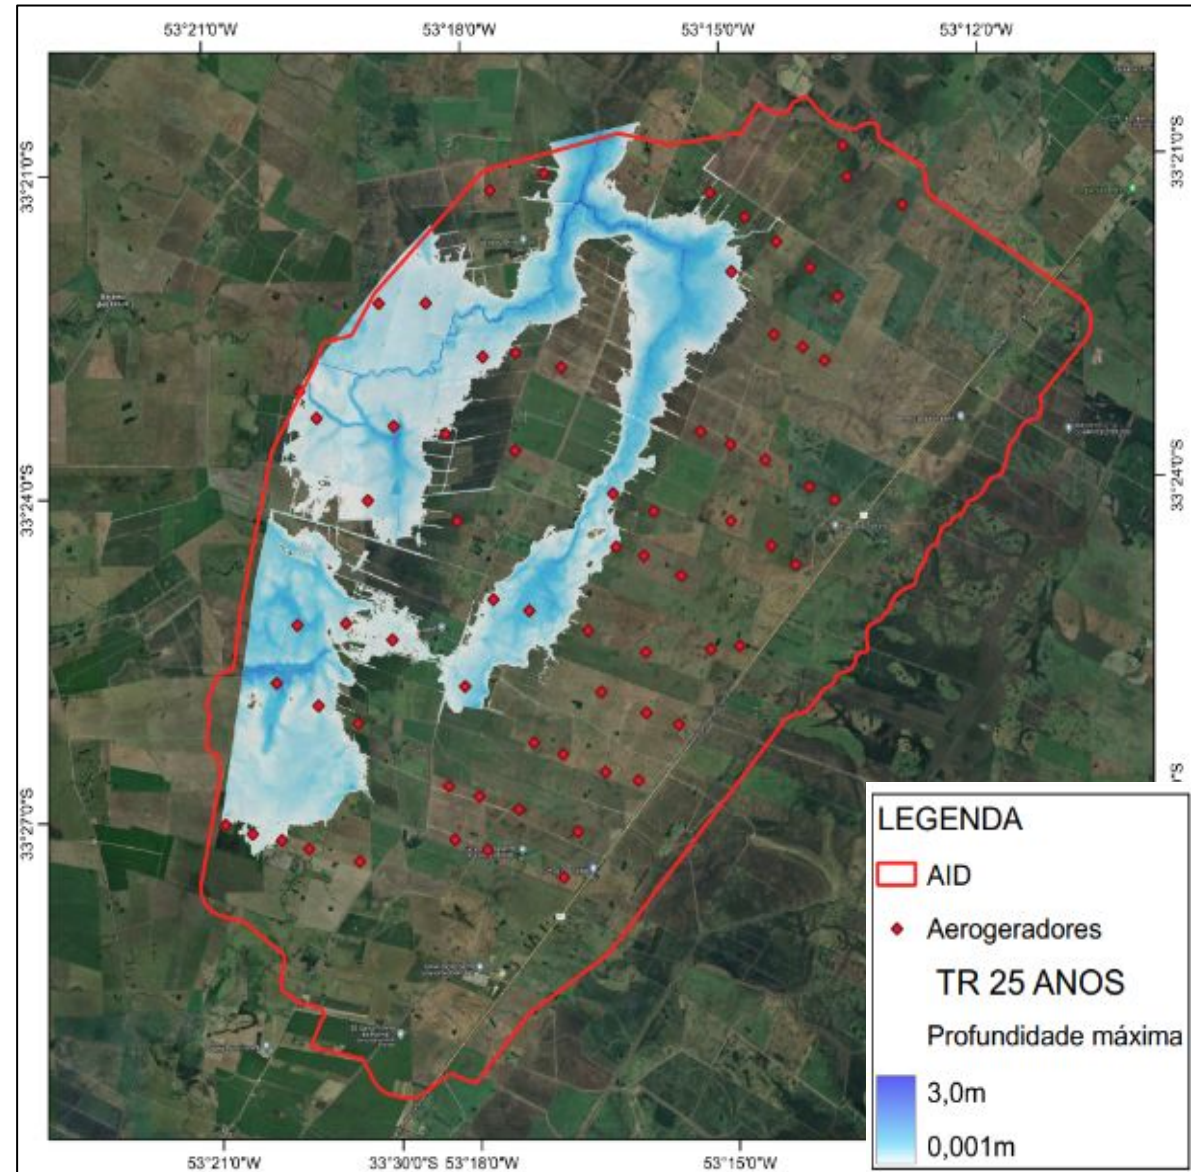 53°21'0"W 53°18'0"W 53°15'0"W 53°12'0"W
33°21'0"S 33°21'0"S
33°24'0"S 33°24'0"S
33°27'0"S "S
LEGENDA
AID
Aerogeradores
TR 25 ANOS
Profundidade máxima
3,0m
0,001m
53°21'0"W 33°30'0"S 53°18'0"W 53°15'0"W